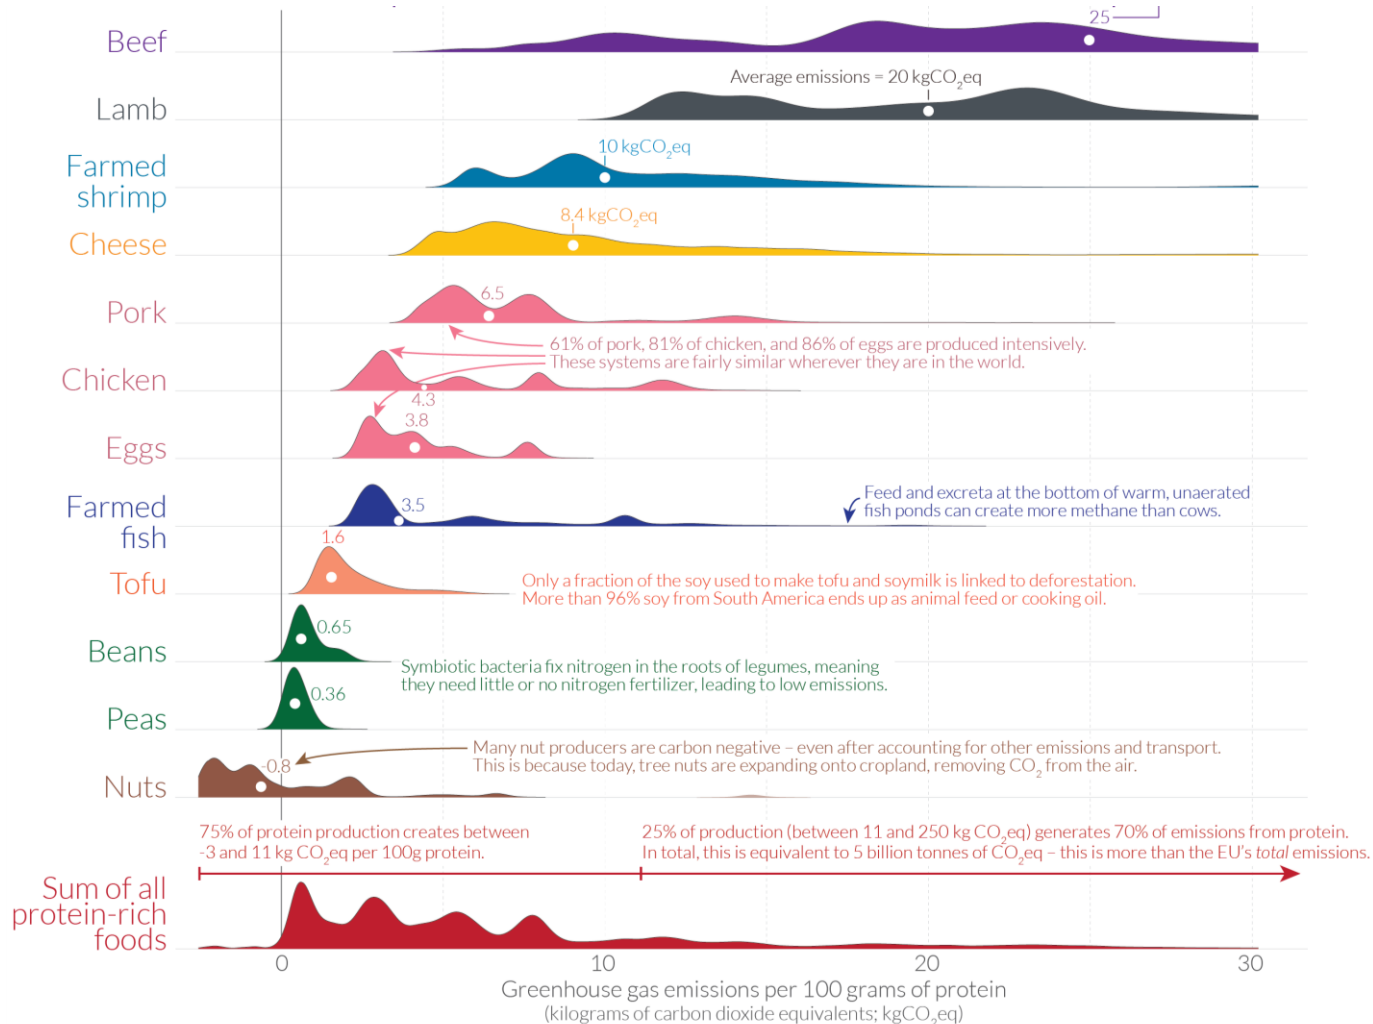 25
Beef
Average emissions = 20 kgCO₂eq
Lamb
10 kgCO₂eq
Farmed
shrimp
8.4 kgCO₂eq
Cheese
6.5
Pork
61% of pork, 81% of chicken, and 86% of eggs are produced intensively.
These systems are fairly similar wherever they are in the world.
Chicken
4.3
3.8
Eggs
Farmed
fish
3.5
Feed and excreta at the bottom of warm, unaerated
fish ponds can create more methane than cows.
1.6
Tofu
Only a fraction of the soy used to make tofu and soymilk is linked to deforestation.
More than 96% soy from South America ends up as animal feed or cooking oil.
0.65
Beans
Symbiotic bacteria fix nitrogen in the roots of legumes, meaning
they need little or no nitrogen fertilizer, leading to low emissions.
0.36
Peas
Many nut producers are carbon negative – even after accounting for other emissions and transport.
This is because today, tree nuts are expanding onto cropland, removing CO₂ from the air.
-0.8
Nuts
75% of protein production creates between
-3 and 11 kg CO₂eq per 100g protein.
25% of production (between 11 and 250 kg CO₂eq) generates 70% of emissions from protein.
In total, this is equivalent to 5 billion tonnes of CO₂eq – this is more than the EU's total emissions.
Sum of all
protein-rich
foods
0 10 20 30
Greenhouse gas emissions per 100 grams of protein
(kilograms of carbon dioxide equivalents; kgCO₂eq)